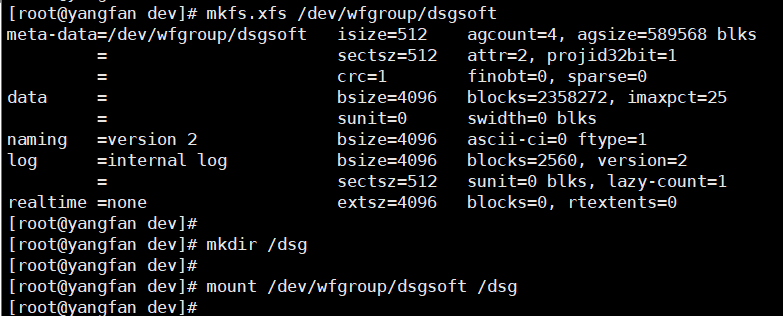 [root@yangfan dev]# mkfs.xfs /dev/wfgroup/dsgsoft
meta-data=/dev/wfgroup/dsgsoft   isize=512    agcount=4, agsize=589568 blks
         =                       sectsz=512   attr=2, projid32bit=1
         =                       crc=1        finobt=0, sparse=0
data     =                       bsize=4096   blocks=2358272, imaxpct=25
         =                       sunit=0      swidth=0 blks
naming   =version 2              bsize=4096   ascii-ci=0 ftype=1
log      =internal log           bsize=4096   blocks=2560, version=2
         =                       sectsz=512   sunit=0 blks, lazy-count=1
realtime =none                   extsz=4096   blocks=0, rtextents=0
[root@yangfan dev]#
[root@yangfan dev]# mkdir /dsg
[root@yangfan dev]#
[root@yangfan dev]# mount /dev/wfgroup/dsgsoft /dsg
[root@yangfan dev]#